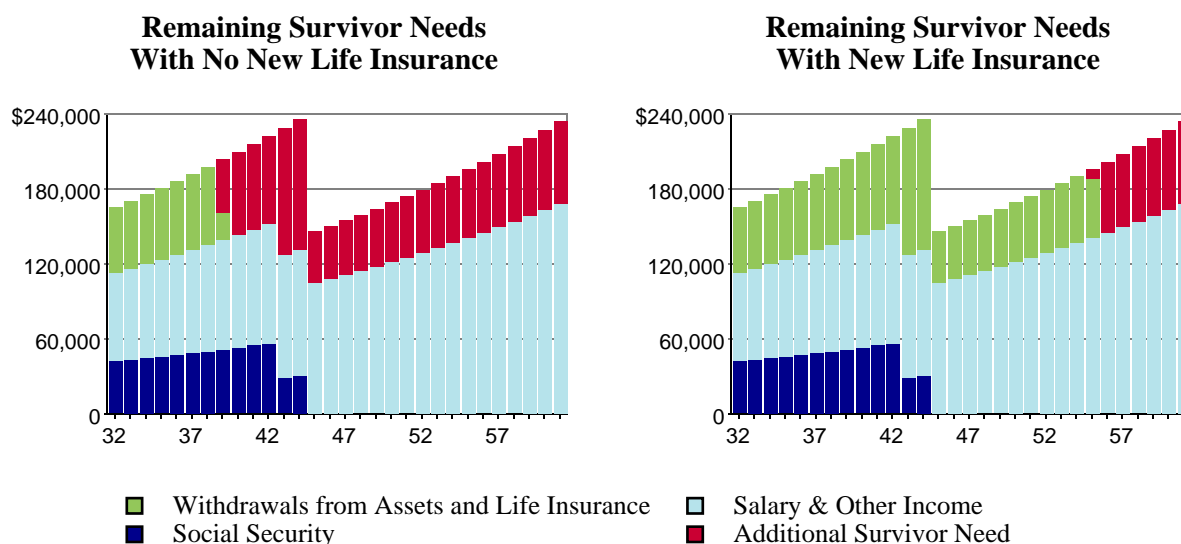 Remaining Survivor Needs
With No New Life Insurance
$240,000
180,000
120,000
60,000
0
32 37 42 47 52 57
Remaining Survivor Needs
With New Life Insurance
$240,000
180,000
120,000
60,000
0
32 37 42 47 52 57
Withdrawals from Assets and Life Insurance
Salary & Other Income
Social Security
Additional Survivor Need